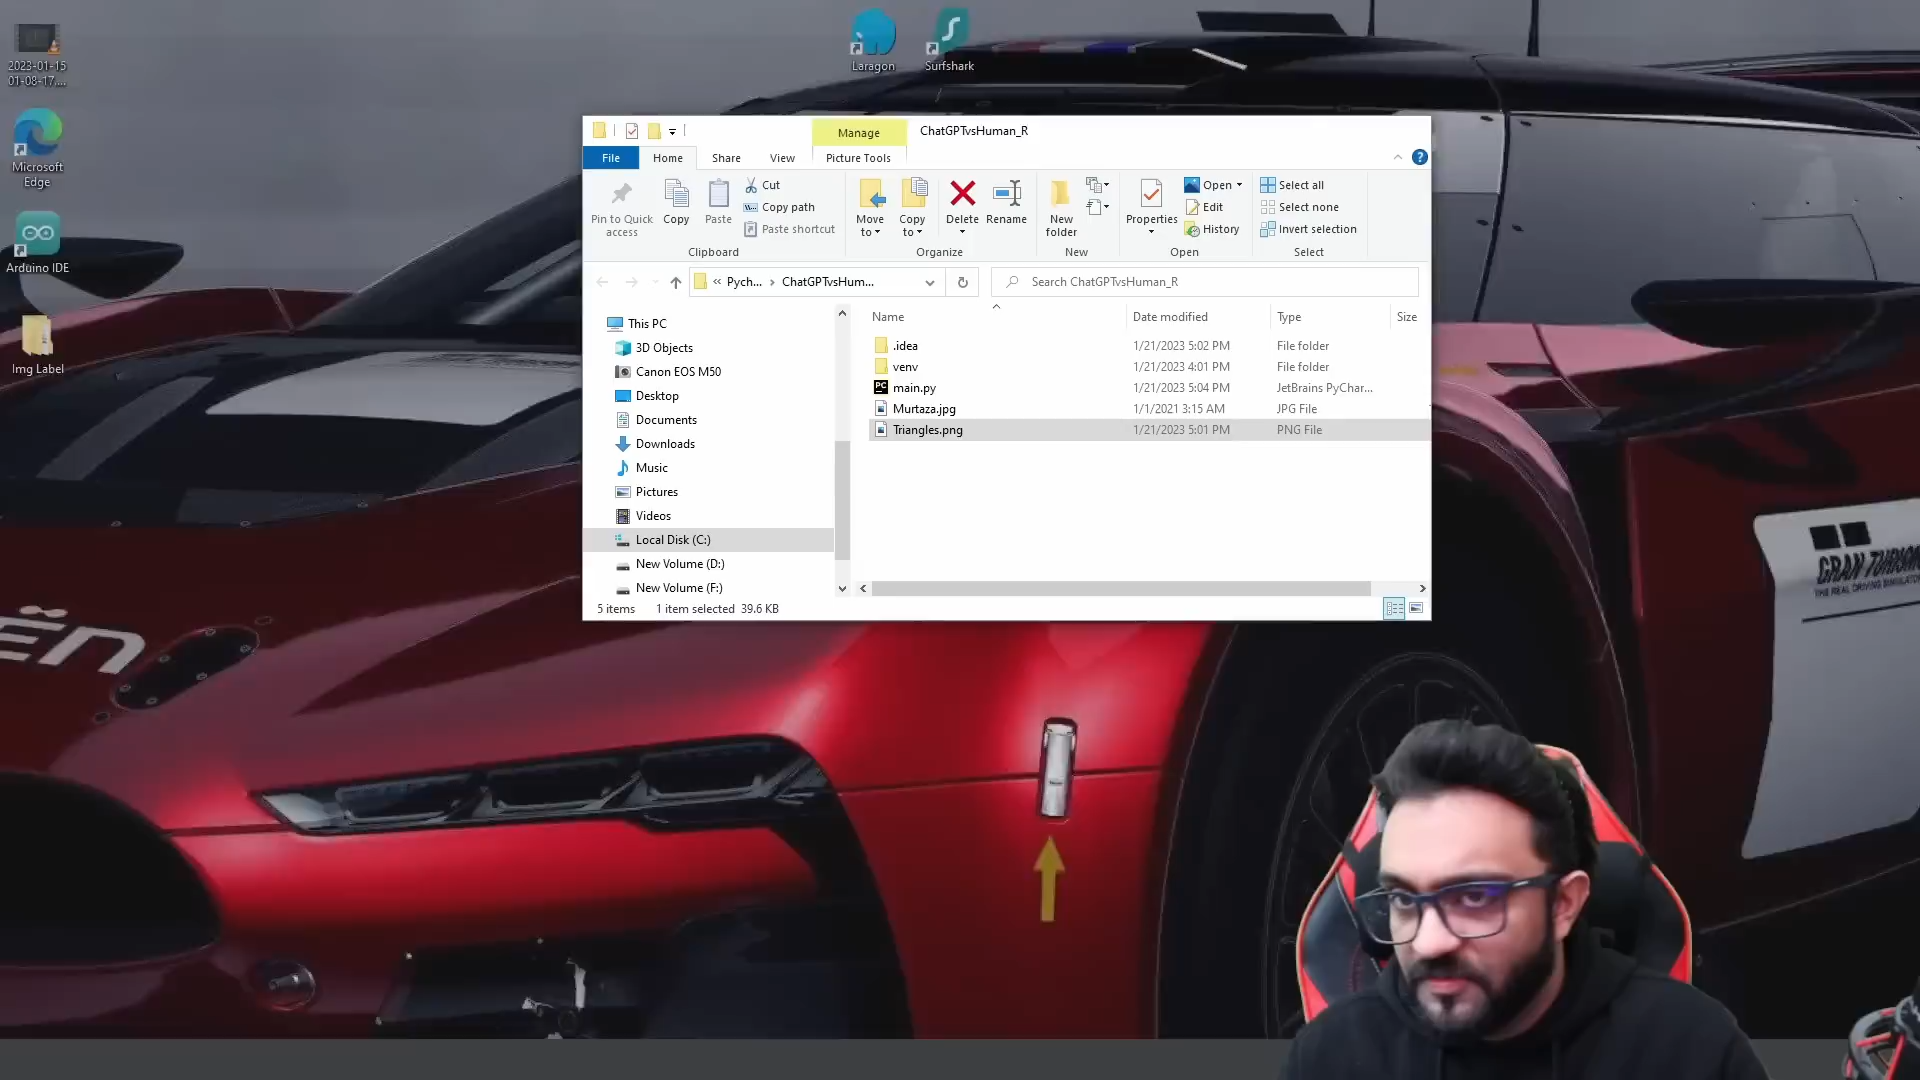 2023-01-15
01-08-17....
Microsoft
Edge
Arduino IDE
Img Label
Laragon
Surfshark
Manage
ChatGPTvsHuman_R
File
Home
Share
View
Picture Tools
Pin to Quick
access
Copy
Paste
Cut
Copy path
Paste shortcut
Clipboard
Move
to
Copy
to
Delete
Rename
Organize
New
folder
New
Properties
Open
Edit
History
Open
Select all
Select none
Invert selection
Select
« Pych... › ChatGPTvsHum...
Search ChatGPTvsHuman_R
This PC
3D Objects
Canon EOS M50
Desktop
Documents
Downloads
Music
Pictures
Videos
Local Disk (C:)
New Volume (D:)
New Volume (F:)
Name Date modified Type Size
.idea 1/21/2023 5:02 PM File folder
venv 1/21/2023 4:01 PM File folder
main.py 1/21/2023 5:04 PM JetBrains PyChar...
Murtaza.jpg 1/1/2021 3:15 AM JPG File
Triangles.png 1/21/2023 5:01 PM PNG File
5 items 1 item selected 39.6 KB
GRAN TURISMO
THE REAL DRIVING SIMULATOR